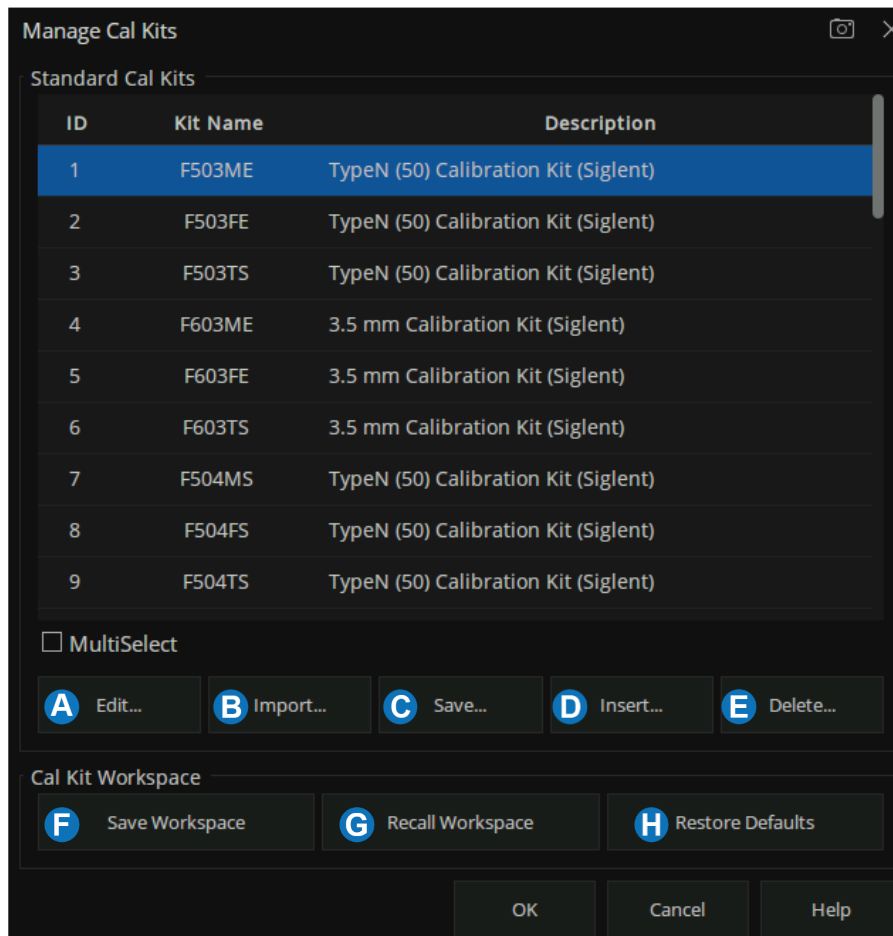 Manage Cal Kits
Standard Cal Kits
ID Kit Name Description
1 F503ME TypeN (50) Calibration Kit (Siglent)
2 F503FE TypeN (50) Calibration Kit (Siglent)
3 F503TS TypeN (50) Calibration Kit (Siglent)
4 F603ME 3.5 mm Calibration Kit (Siglent)
5 F603FE 3.5 mm Calibration Kit (Siglent)
6 F603TS 3.5 mm Calibration Kit (Siglent)
7 F504MS TypeN (50) Calibration Kit (Siglent)
8 F504FS TypeN (50) Calibration Kit (Siglent)
9 F504TS TypeN (50) Calibration Kit (Siglent)
MultiSelect
A Edit... B Import... C Save... D Insert... E Delete...
Cal Kit Workspace
F Save Workspace G Recall Workspace H Restore Defaults
OK Cancel Help